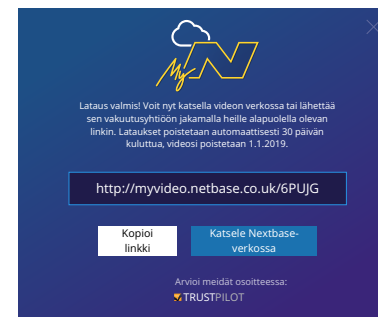 My N
Lataus valmis! Voit nyt katsella videon verkossa tai lähettää
sen vakuutusyhtiöön jakamalla heille alapuolella olevan
linkin. Lataukset poistetaan automaattisesti 30 päivän
kuluttua, videosi poistetaan 1.1.2019.
http://myvideo.netbase.co.uk/6PUJG
Kopioi
linkki
Katsele Nextbase-
verkossa
Arvioi meidät osoitteessa:
TRUSTPILOT